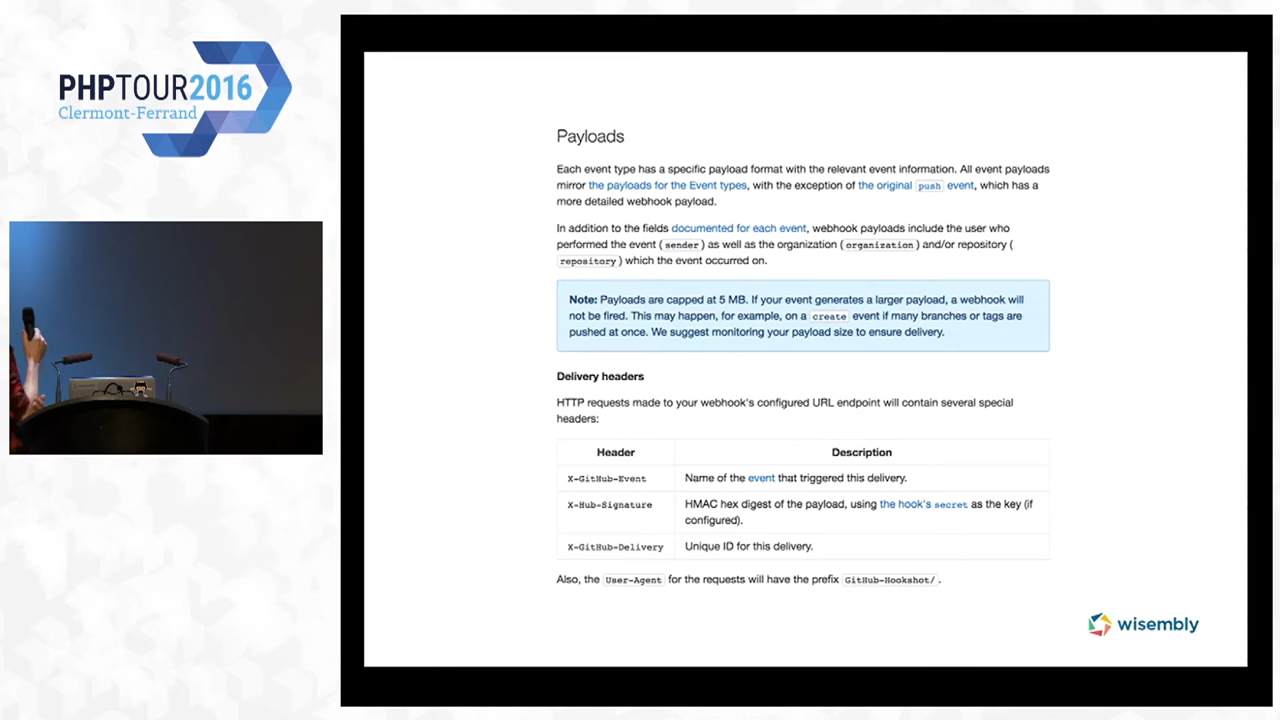 PHPTOUR2016
Clermont-Ferrand
Payloads
Each event type has a specific payload format with the relevant event information. All event payloads
mirror the payloads for the Event types, with the exception of the original push event, which has a
more detailed webhook payload.
In addition to the fields documented for each event, webhook payloads include the user who
performed the event ( sender ) as well as the organization ( organization ) and/or repository (
repository ) which the event occurred on.
Note: Payloads are capped at 5 MB. If your event generates a larger payload, a webhook will
not be fired. This may happen, for example, on a create event if many branches or tags are
pushed at once. We suggest monitoring your payload size to ensure delivery.
Delivery headers
HTTP requests made to your webhook's configured URL endpoint will contain several special
headers:
Header Description
X-GitHub-Event Name of the event that triggered this delivery.
X-Hub-Signature HMAC hex digest of the payload, using the hook's secret as the key (if
configured).
X-GitHub-Delivery Unique ID for this delivery.
Also, the User-Agent for the requests will have the prefix GitHub-Hookshot/ .
wisembly